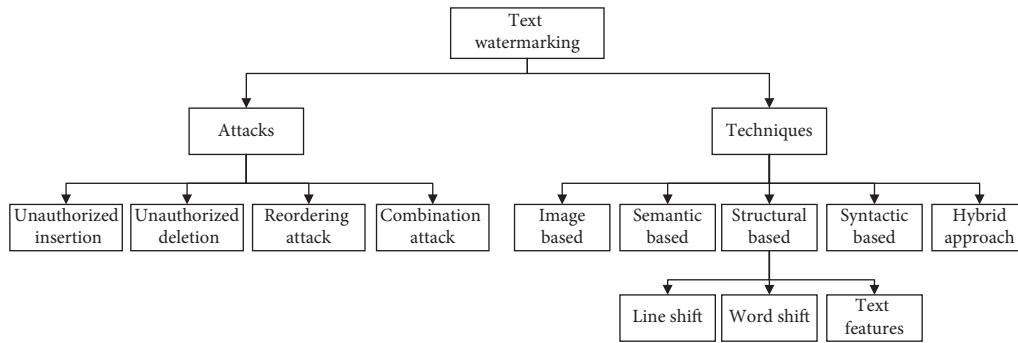 Text
watermarking
Attacks
Techniques
Unauthorized
insertion
Unauthorized
deletion
Reordering
attack
Combination
attack
Image
based
Semantic
based
Structural
based
Syntactic
based
Hybrid
approach
Line shift
Word shift
Text
features